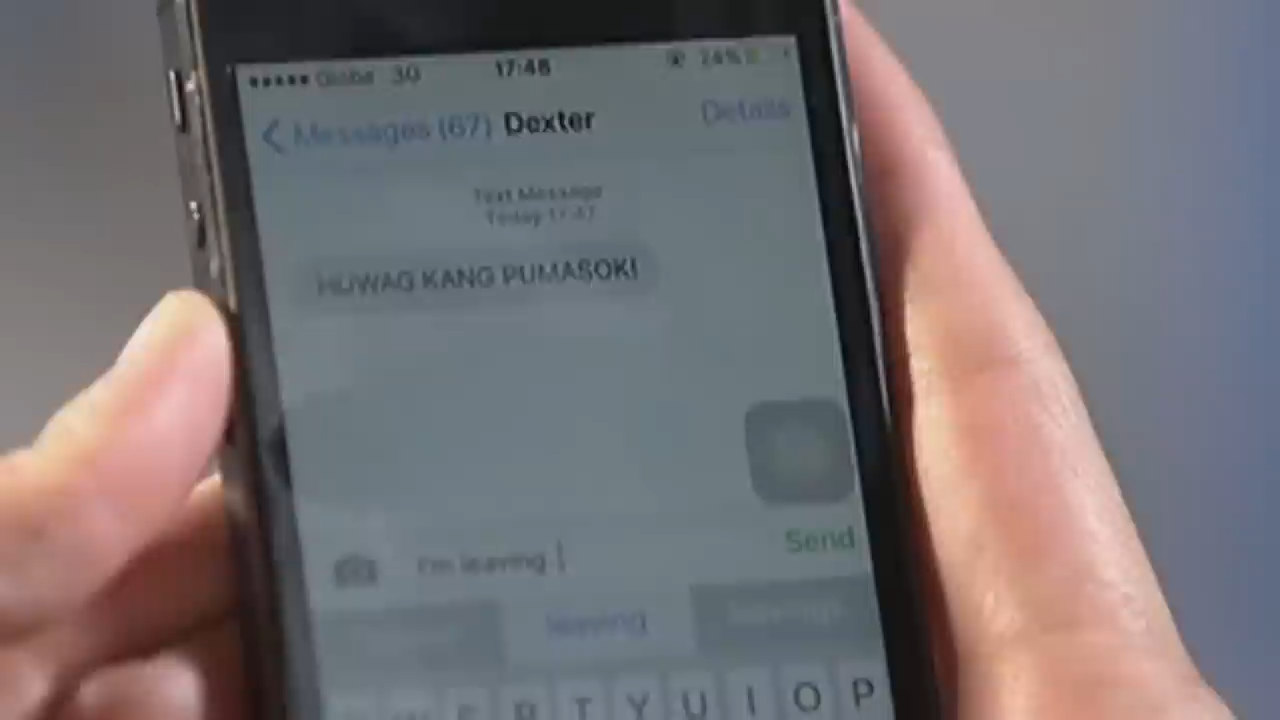 Globe 3G 17:48 24%
Messages (67) Dexter Details
Text Message
Today 17:47
HUWAG KANG PUMASOK!
I'm leaving Send
leaving
E R T Y U I O P